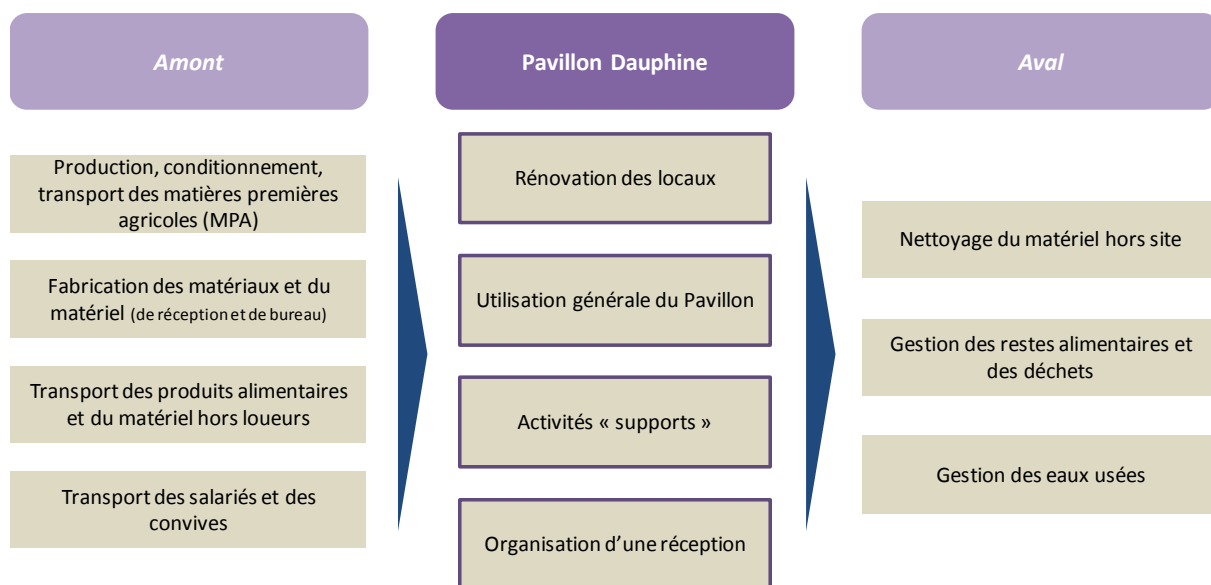 Amont
Production, conditionnement,
transport des matières premières
agricoles (MPA)
Fabrication des matériaux et du
matériel (de réception et de bureau)
Transport des produits alimentaires
et du matériel hors loueurs
Transport des salariés et des
convives
Pavillon Dauphine
Rénovation des locaux
Utilisation générale du Pavillon
Activités « supports »
Organisation d’une réception
Aval
Nettoyage du matériel hors site
Gestion des restes alimentaires et
des déchets
Gestion des eaux usées